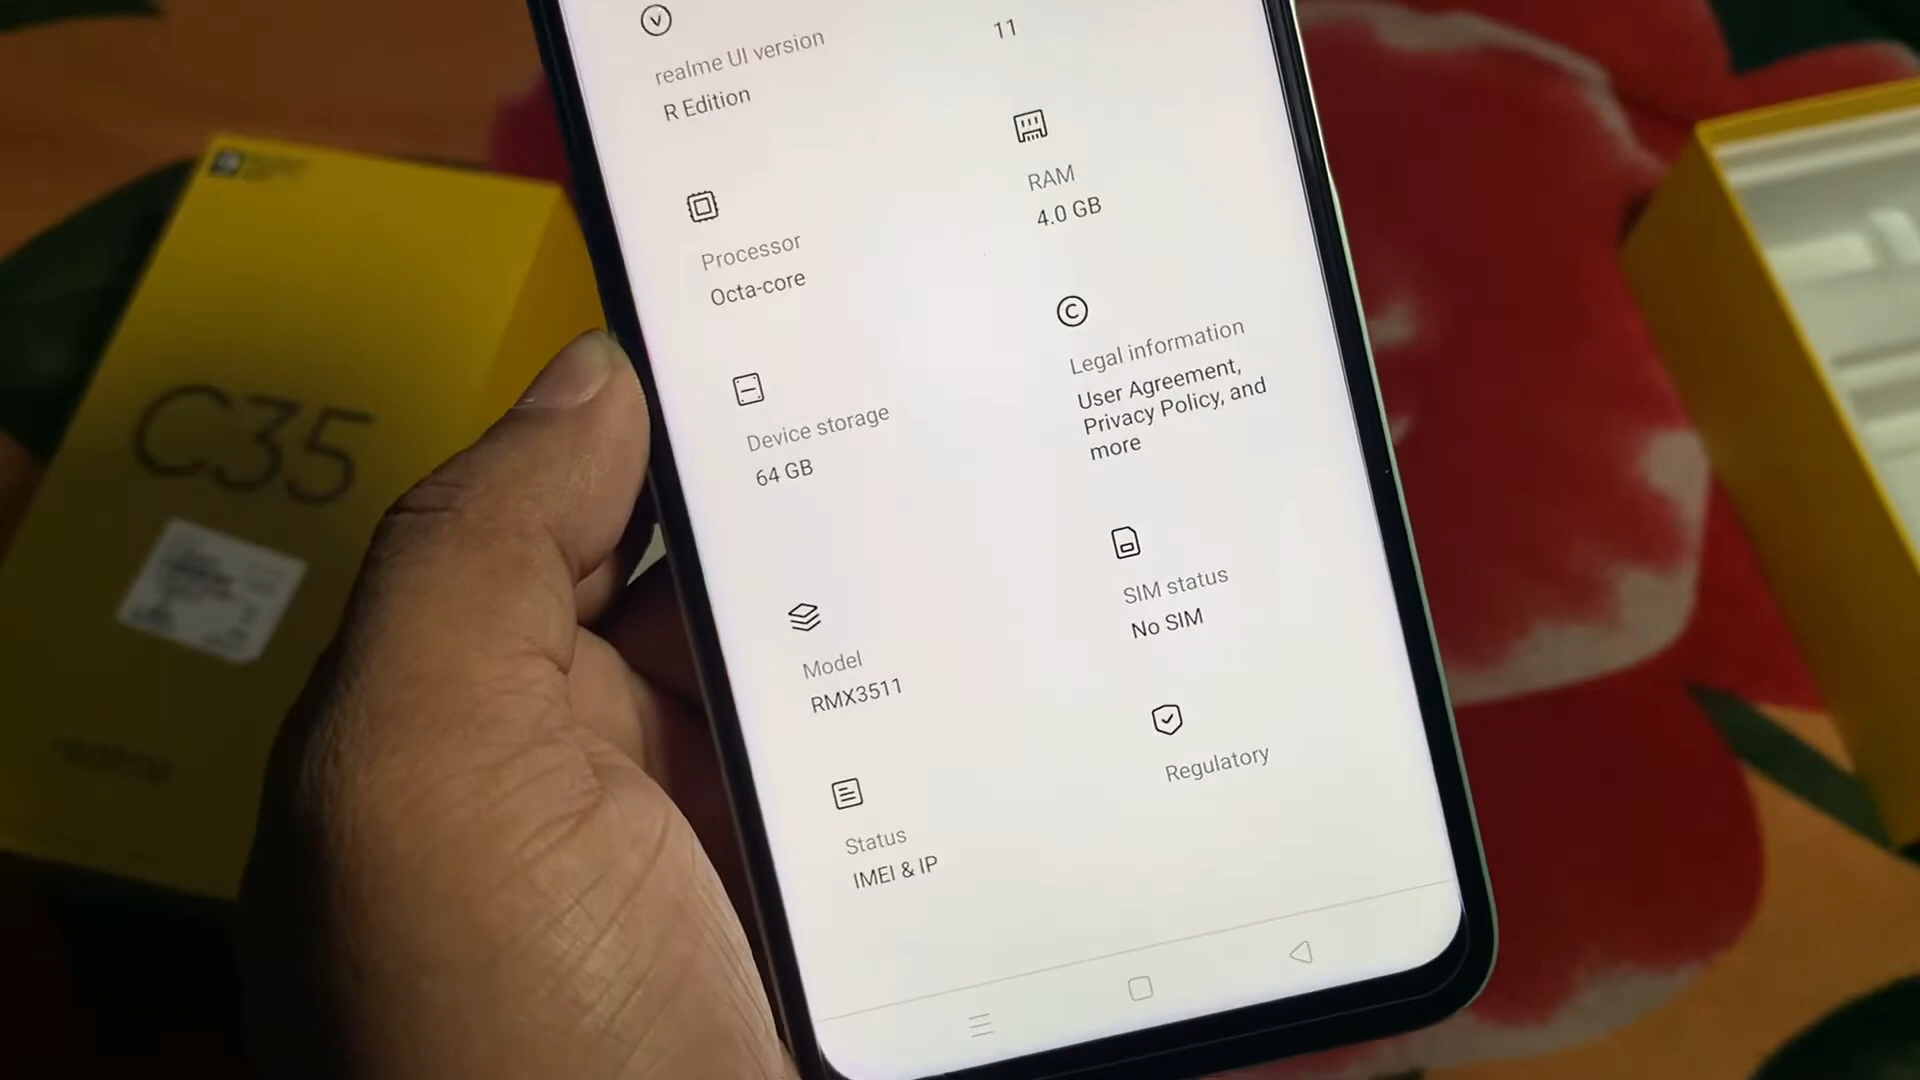 realme UI version
R Edition
11
Processor
Octa-core
RAM
4.0 GB
Device storage
64 GB
Legal information
User Agreement,
Privacy Policy, and
more
Model
RMX3511
SIM status
No SIM
Status
IMEI & IP
Regulatory
C35
realme